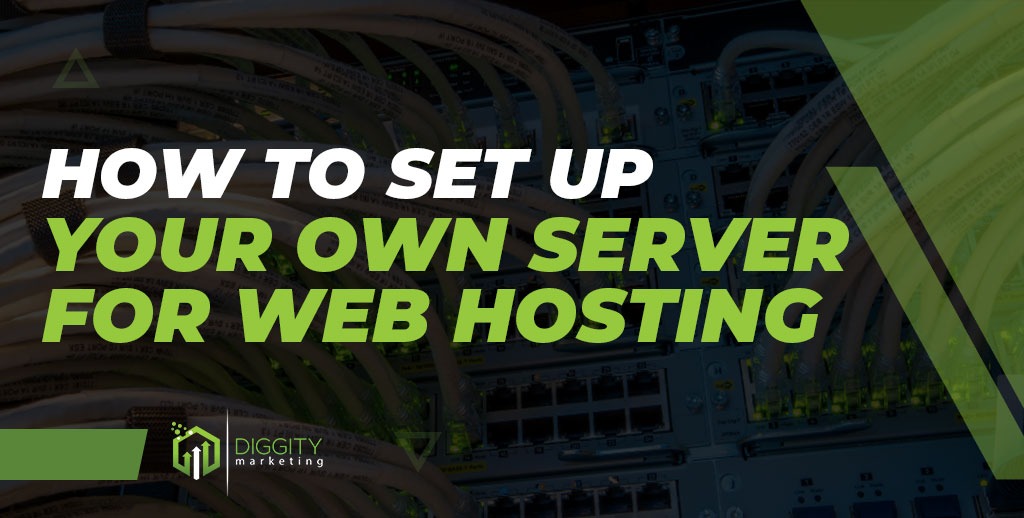 HOW TO SET UP
YOUR OWN SERVER
FOR WEB HOSTING
DIGGITY
marketing